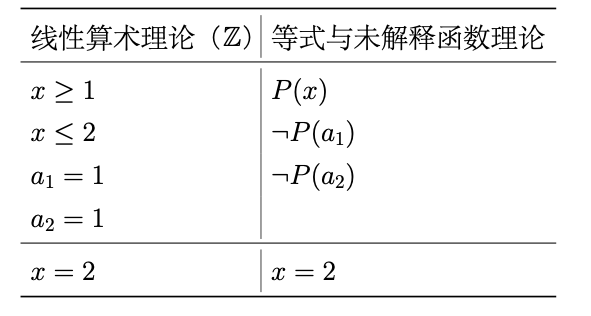 线性算术理论（ℤ） 等式与未解释函数理论
x ≥ 1 P(x)
x ≤ 2 ¬P(a₁)
a₁ = 1 ¬P(a₂)
a₂ = 1
x = 2 x = 2